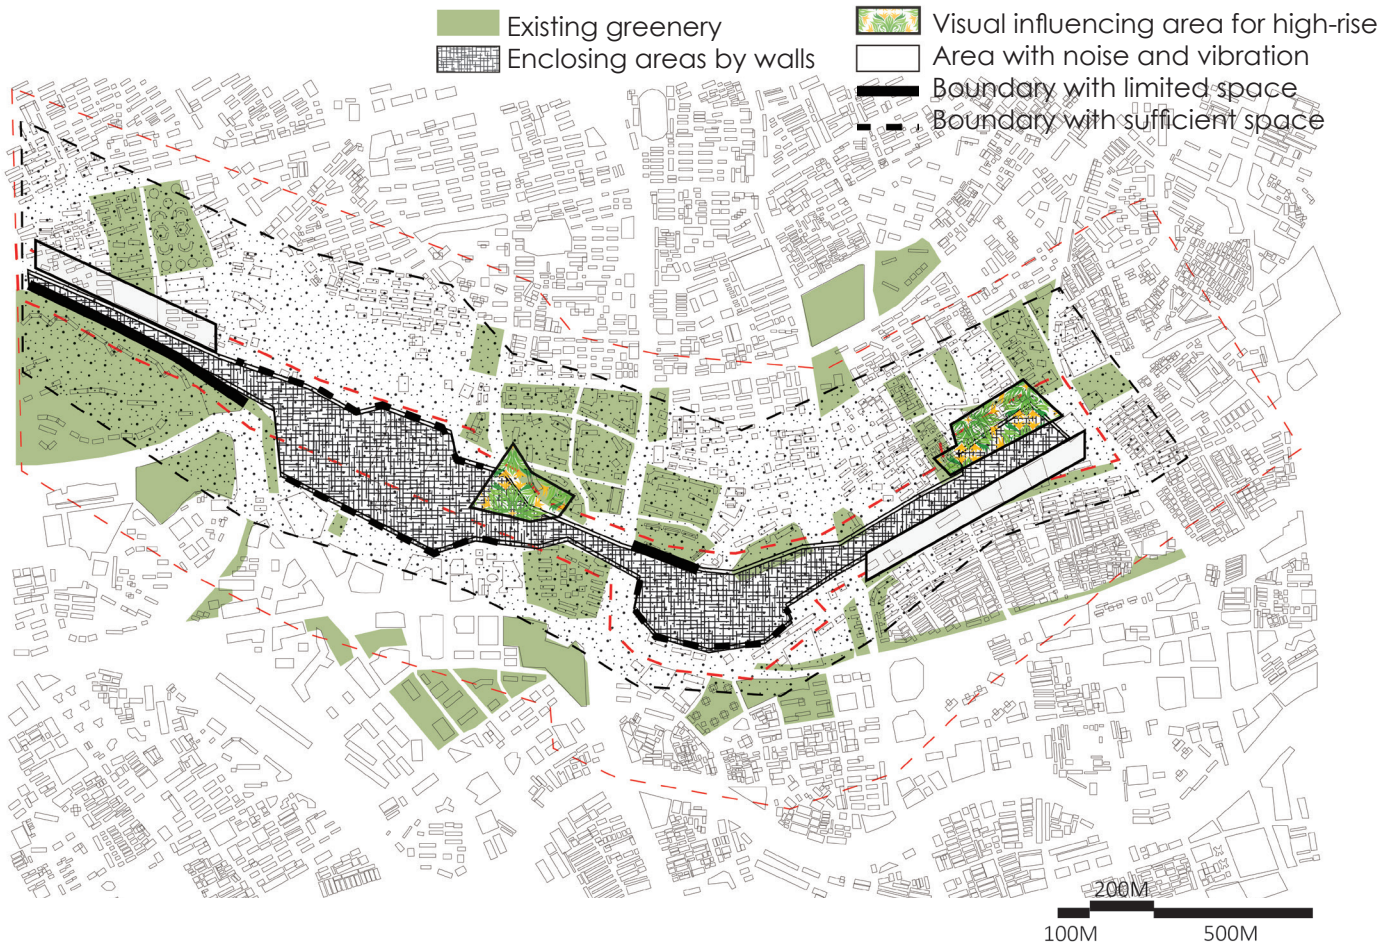 Existing greenery
Enclosing areas by walls
Visual influencing area for high-rise
Area with noise and vibration
Boundary with limited space
Boundary with sufficient space
200M
100M
500M